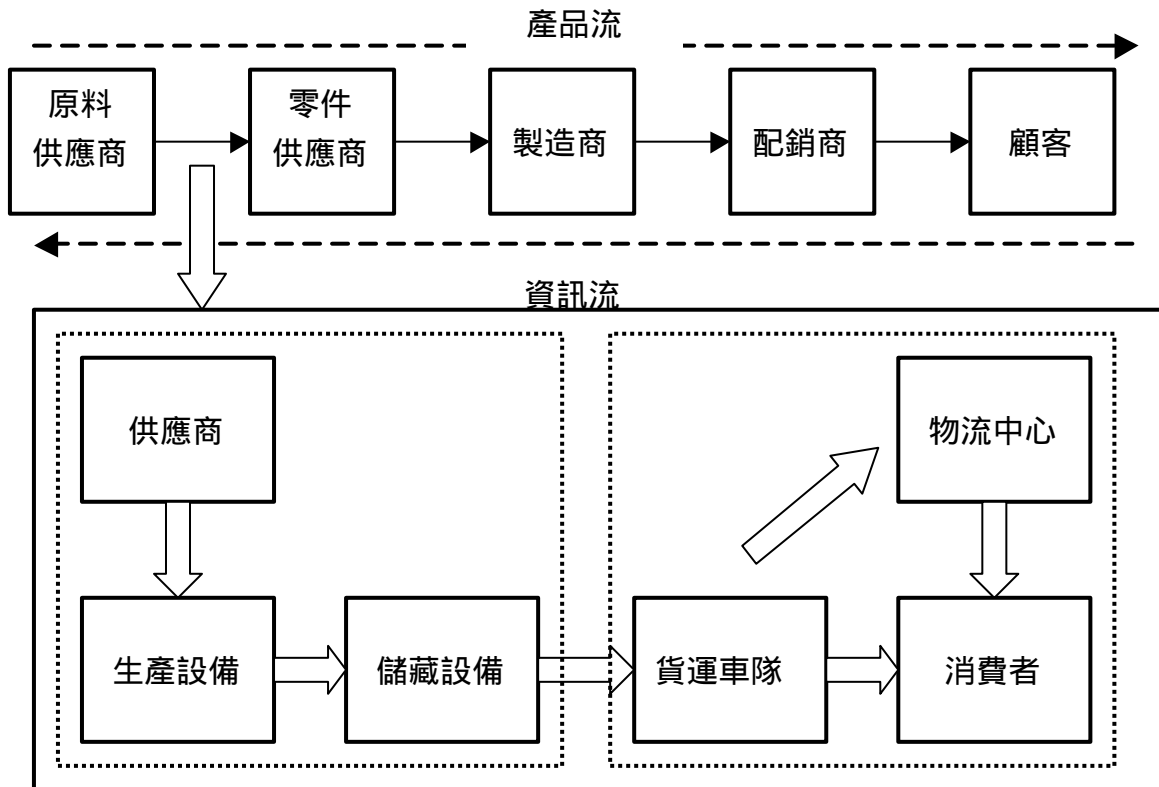 產品流
原料
供應商
零件
供應商
製造商
配銷商
顧客
資訊流
供應商
物流中心
生產設備
儲藏設備
貨運車隊
消費者